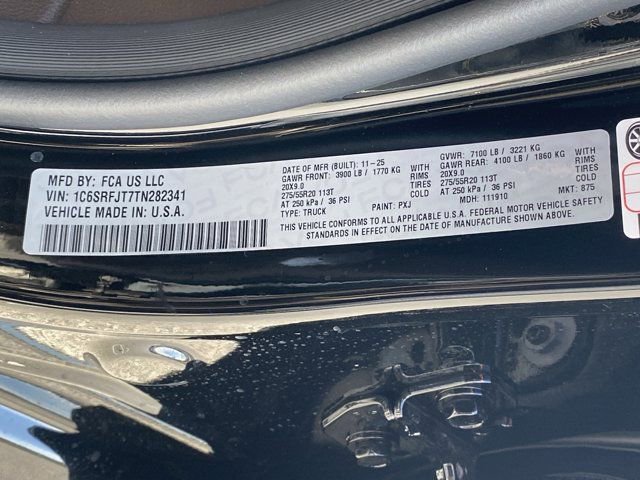 MFD BY: FCA US LLC
VIN: 1C6SRFJT7TN282341
VEHICLE MADE IN: U.S.A.
DATE OF MFR (BUILT): 11-25
GAWR FRONT: 3900 LB / 1770 KG WITH
20X9.0 RIMS
275/55R20 113T TIRES
AT 250 kPa / 36 PSI COLD
TYPE: TRUCK PAINT: PXJ
GVWR: 7100 LB / 3221 KG
GAWR REAR: 4100 LB / 1860 KG WITH
20X9.0 RIMS
275/55R20 113T TIRES
AT 250 kPa / 36 PSI COLD
MDH: 111910 MKT: 875
THIS VEHICLE CONFORMS TO ALL APPLICABLE U.S.A. FEDERAL MOTOR VEHICLE SAFETY
STANDARDS IN EFFECT ON THE DATE OF MANUFACTURE SHOWN ABOVE.